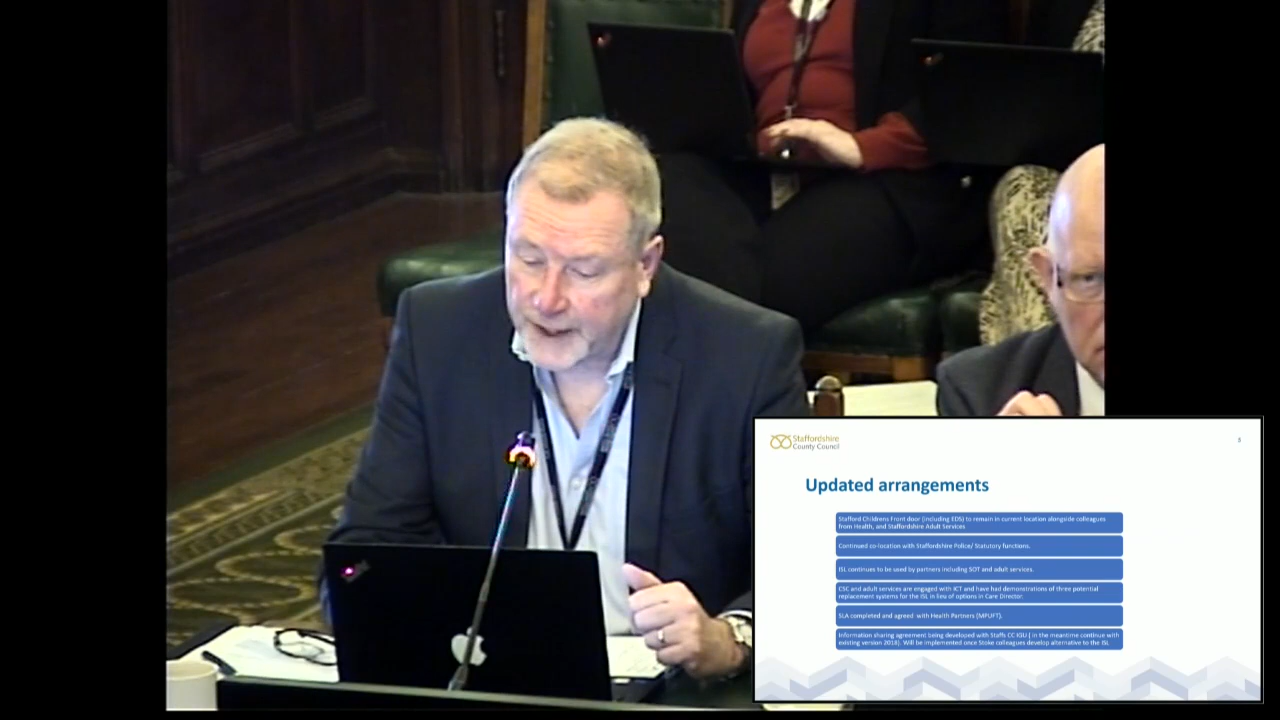 Staffordshire
County Council
5
Updated arrangements
Stafford Childrens Front door (including EDS) to remain in current location alongside colleagues
from Health, and Staffordshire Adult Services
Continued co-location with Staffordshire Police/ Statutory functions.
ISL continues to be used by partners including SOT and adult services.
CSC and adult services are engaged with ICT and have had demonstrations of three potential
replacement systems for the ISL in lieu of options in Care Director.
SLA completed and agreed with Health Partners (MPUFT).
Information sharing agreement being developed with Staffs CC IGU ( in the meantime continue with
existing version 2018). Will be implemented once Stoke colleagues develop alternative to the ISL